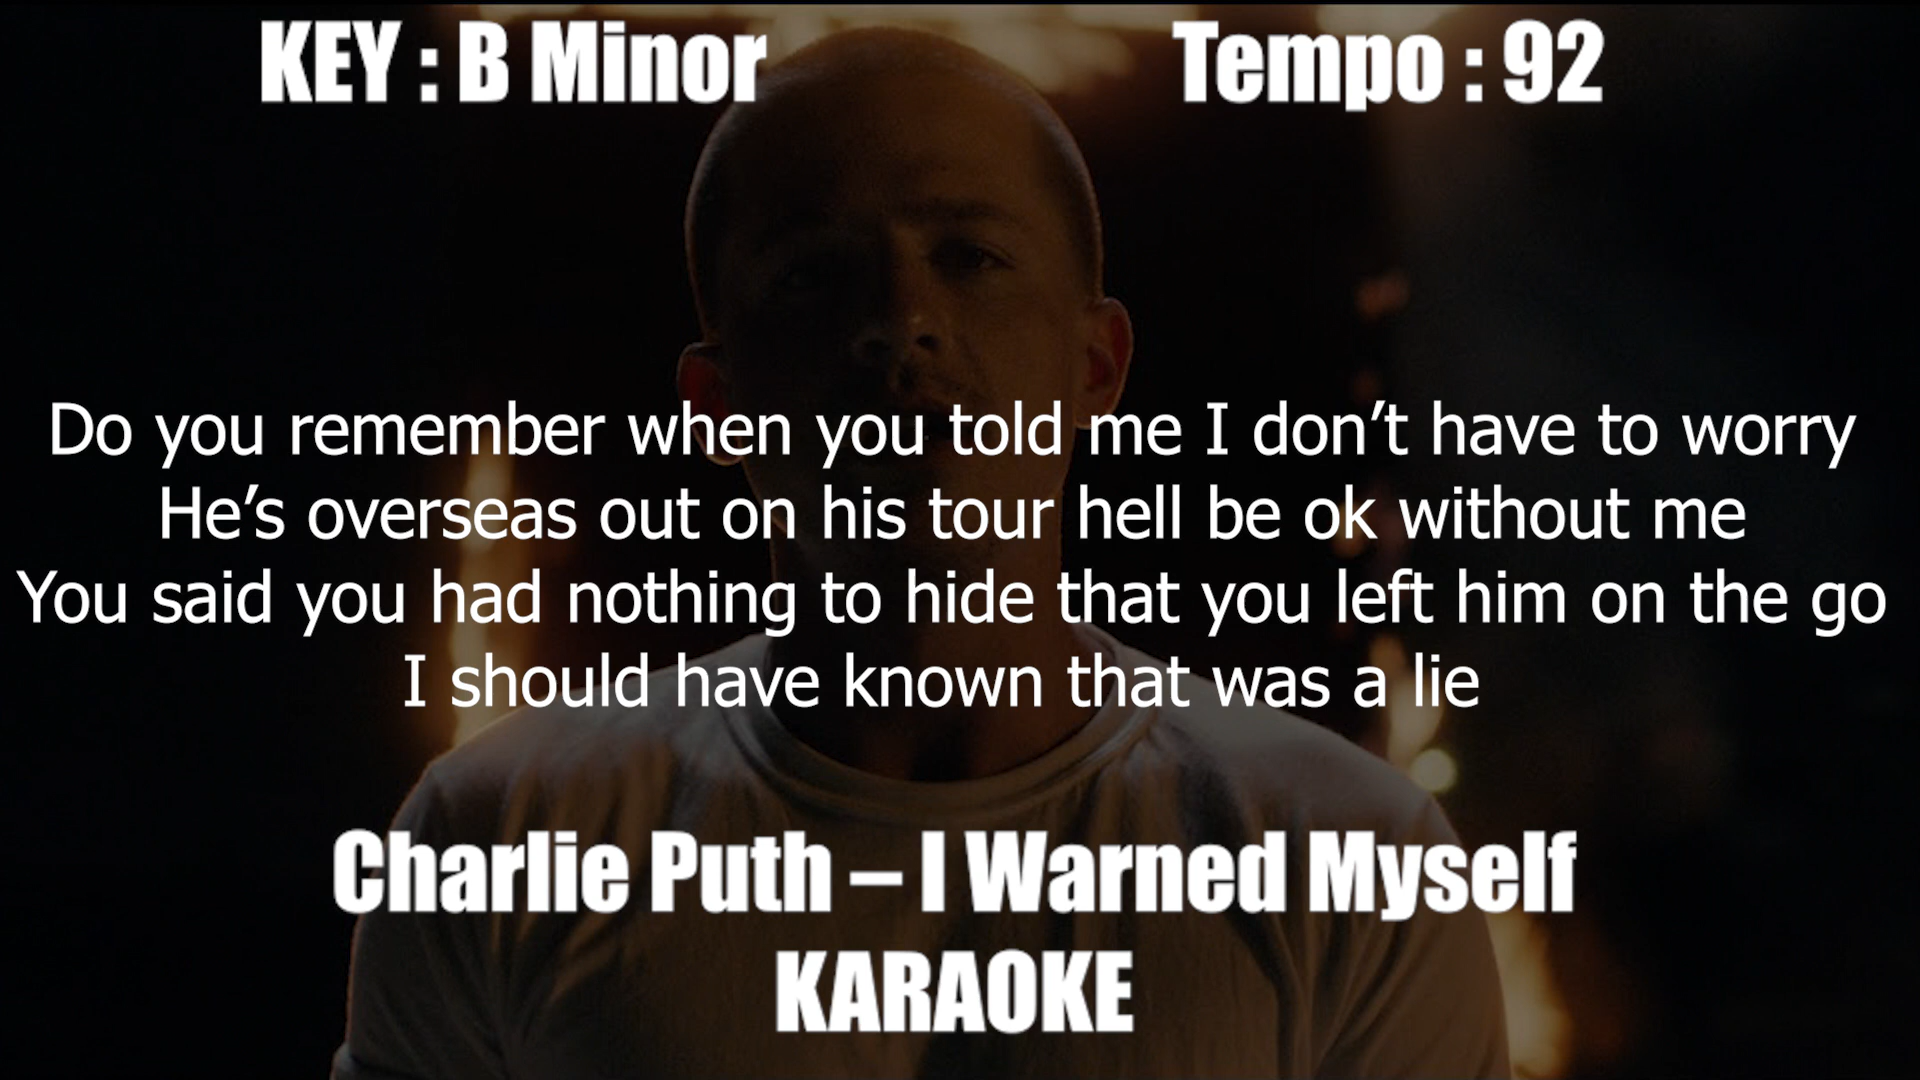 KEY : B Minor
Tempo : 92
Do you remember when you told me I don’t have to worry
He’s overseas out on his tour hell be ok without me
You said you had nothing to hide that you left him on the go
I should have known that was a lie
Charlie Puth – I Warned Myself
KARAOKE